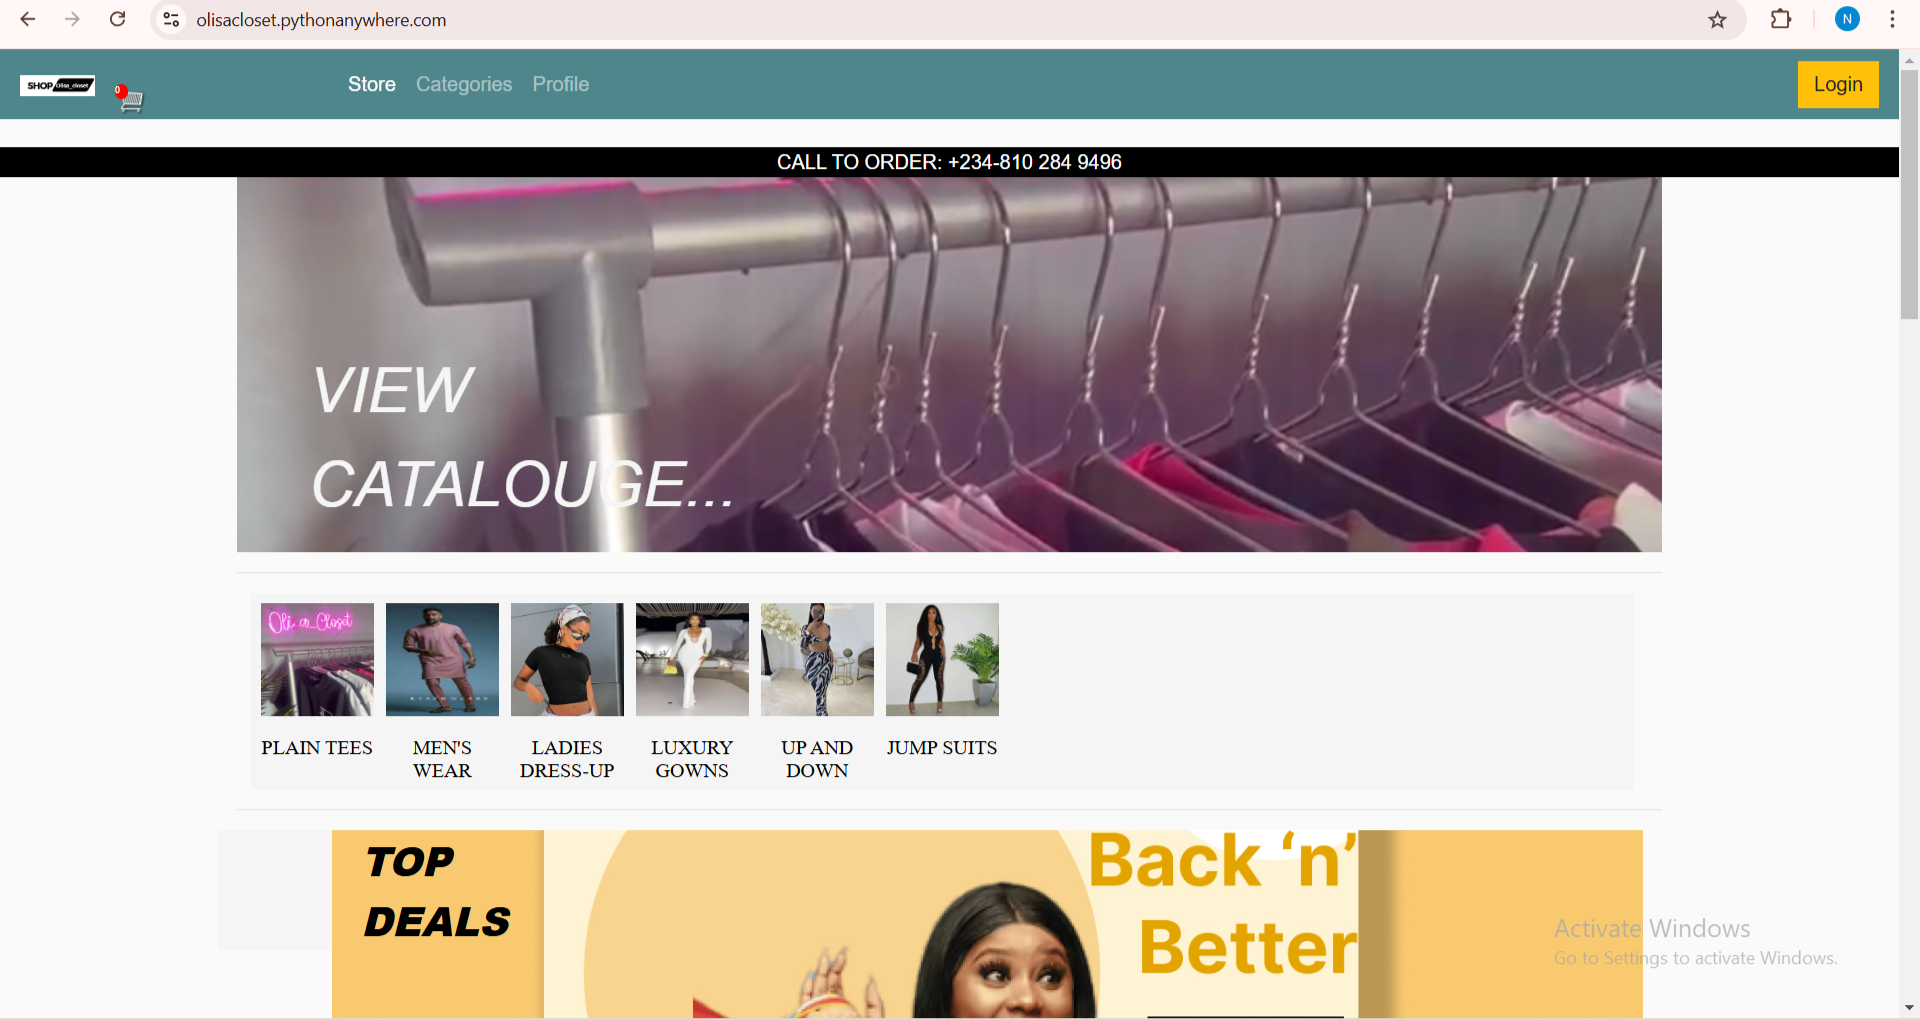 olisacloset.pythonanywhere.com
N
SHOP Olisa_closet
0
Store Categories Profile
Login
CALL TO ORDER: +234-810 284 9496
VIEW
CATALOUGE...
PLAIN TEES
MEN'S
WEAR
LADIES
DRESS-UP
LUXURY
GOWNS
UP AND
DOWN
JUMP SUITS
TOP
DEALS
Back ‘n’
Better
Activate Windows
Go to Settings to activate Windows.